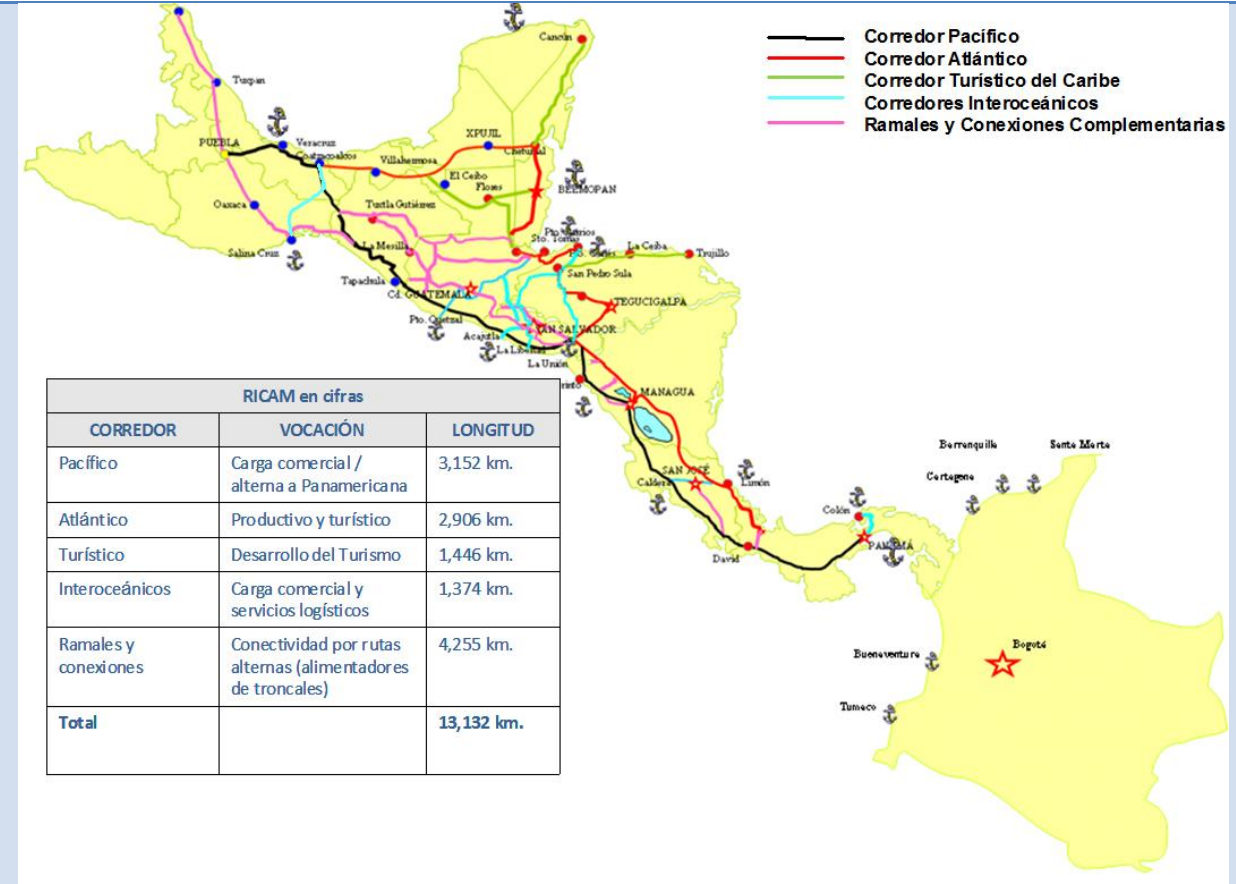 Corredor Pacífico
Corredor Atlántico
Corredor Turístico del Caribe
Corredores Interoceánicos
Ramales y Conexiones Complementarias
Cancún
Tuxpan
PUEBLA
Veracruz
Coatzacoalcos
Villahermosa
XPUJIL
Chetumal
El Ceibo
Flores
BELMOPAN
Oaxaca
Tuxtla Gutiérrez
Salina Cruz
La Mesilla
Sto. Tomás
La Ceiba
Trujillo
San Pedro Sula
Tapachula
Cd. GUATEMALA
TEGUCIGALPA
Pto. Quetzal
Acajutla
SAN SALVADOR
La Unión
MANAGUA
SAN JOSÉ
Caldera
Limón
Colón
PANAMÁ
David
Barranquilla
Santa Marta
Cartagena
Buenaventura
Tumaco
Bogotá
RICAM en cifras
CORREDOR VOCACIÓN LONGITUD
Pacífico Carga comercial / 3,152 km.
alterna a Panamericana
Atlántico Productivo y turístico 2,906 km.
Turístico Desarrollo del Turismo 1,446 km.
Interoceánicos Carga comercial y 1,374 km.
servicios logísticos
Ramales y Conectividad por rutas 4,255 km.
conexiones alternas (alimentadores
de troncales)
Total 13,132 km.